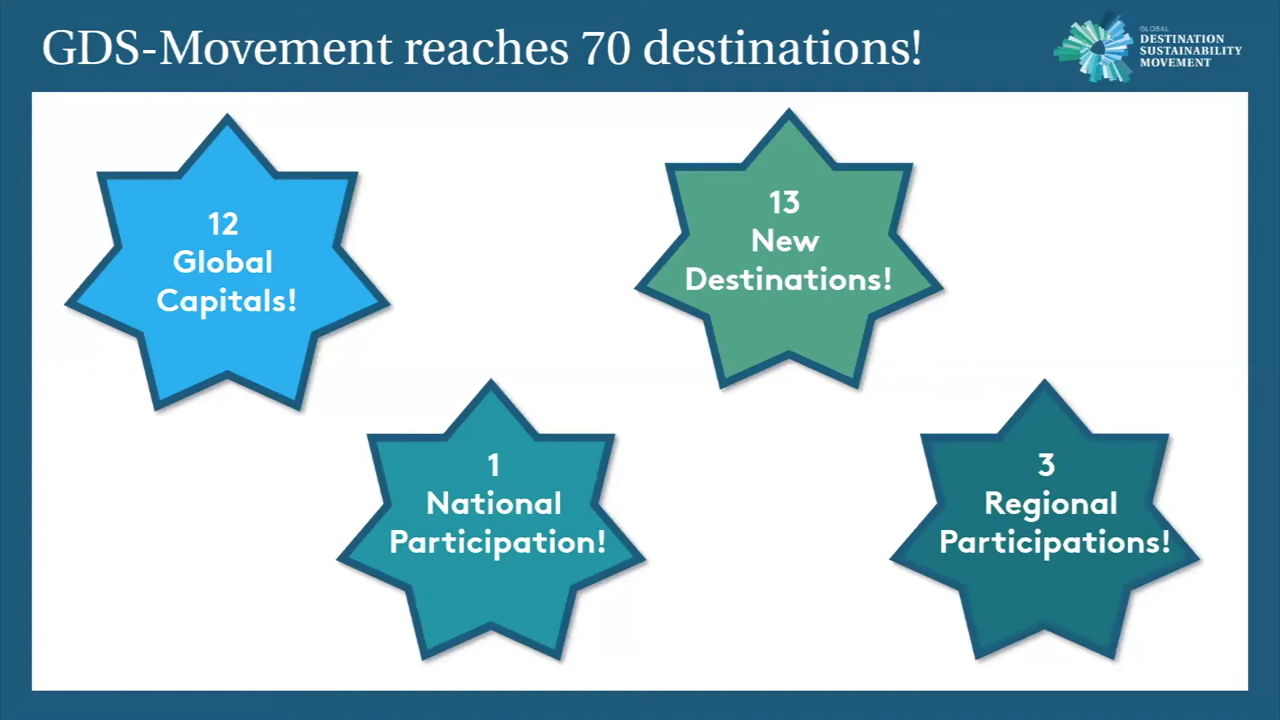 GDS-Movement reaches 70 destinations!
GLOBAL
DESTINATION
SUSTAINABILITY
MOVEMENT
12
Global
Capitals!
13
New
Destinations!
1
National
Participation!
3
Regional
Participations!